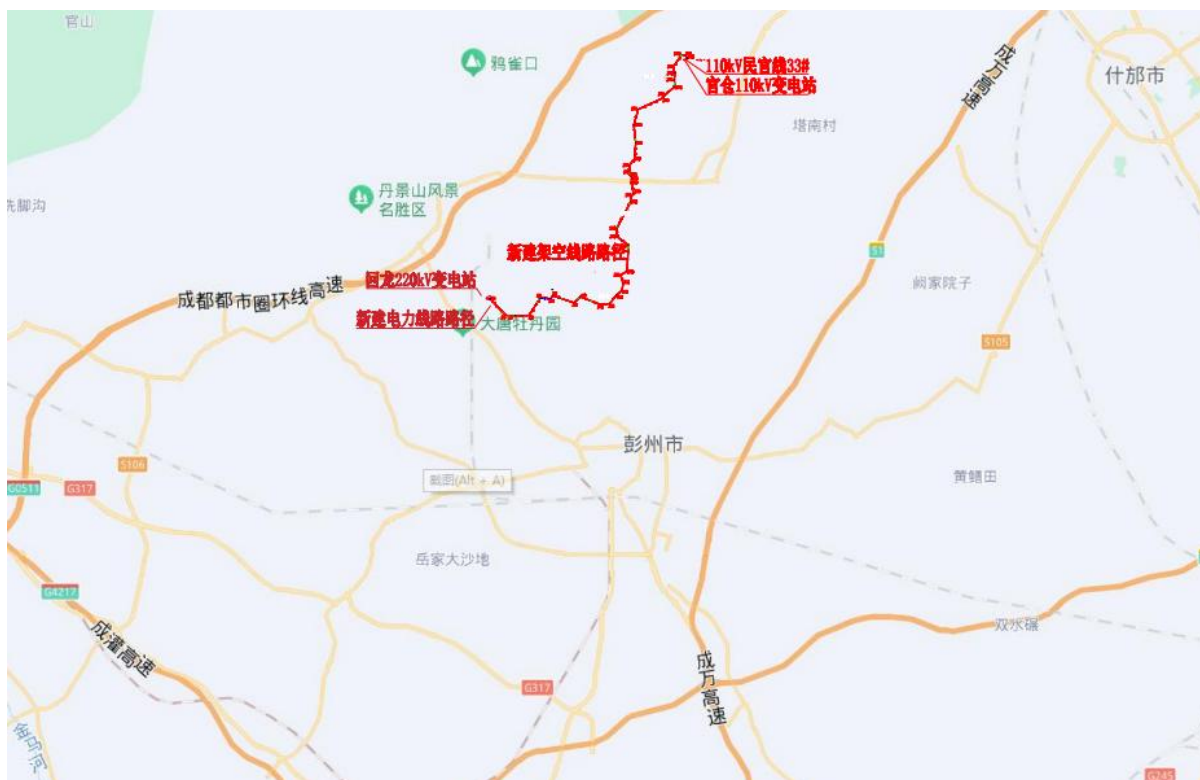 官山
鸦雀口
110kV民官线33#
官仓110kV变电站
成万高速
什邡市
塔南村
丹景山风景
名胜区
洗脚沟
新建架空线路路径
S1
回龙220kV变电站
阙家院子
成都都市圈环线高速
新建电力线路路径
大唐牡丹园
S105
彭州市
S106
截图(Alt + A)
黄鳝田
G0511
G317
岳家大沙地
G4217
双水碾
成灌高速
成万高速
G317
G245